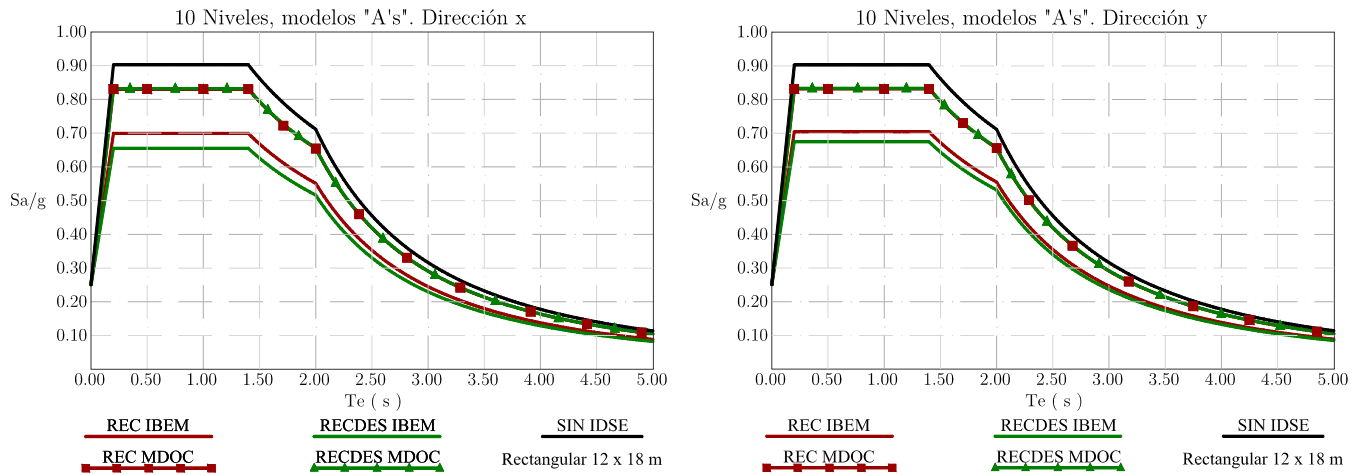 10 Niveles, modelos "A's". Dirección x
1.00
0.90
0.80
0.70
0.60
Sa/g
0.50
0.40
0.30
0.20
0.10
0.00
0.50
1.00
1.50
2.00
2.50
3.00
3.50
4.00
4.50
5.00
Te ( s )
REC IBEM
RECDES IBEM
SIN IDSE
REC MDOC
RECDES MDOC
Rectangular 12 x 18 m
10 Niveles, modelos "A's". Dirección y
1.00
0.90
0.80
0.70
0.60
Sa/g
0.50
0.40
0.30
0.20
0.10
0.00
0.50
1.00
1.50
2.00
2.50
3.00
3.50
4.00
4.50
5.00
Te ( s )
REC IBEM
RECDES IBEM
SIN IDSE
REC MDOC
RECDES MDOC
Rectangular 12 x 18 m